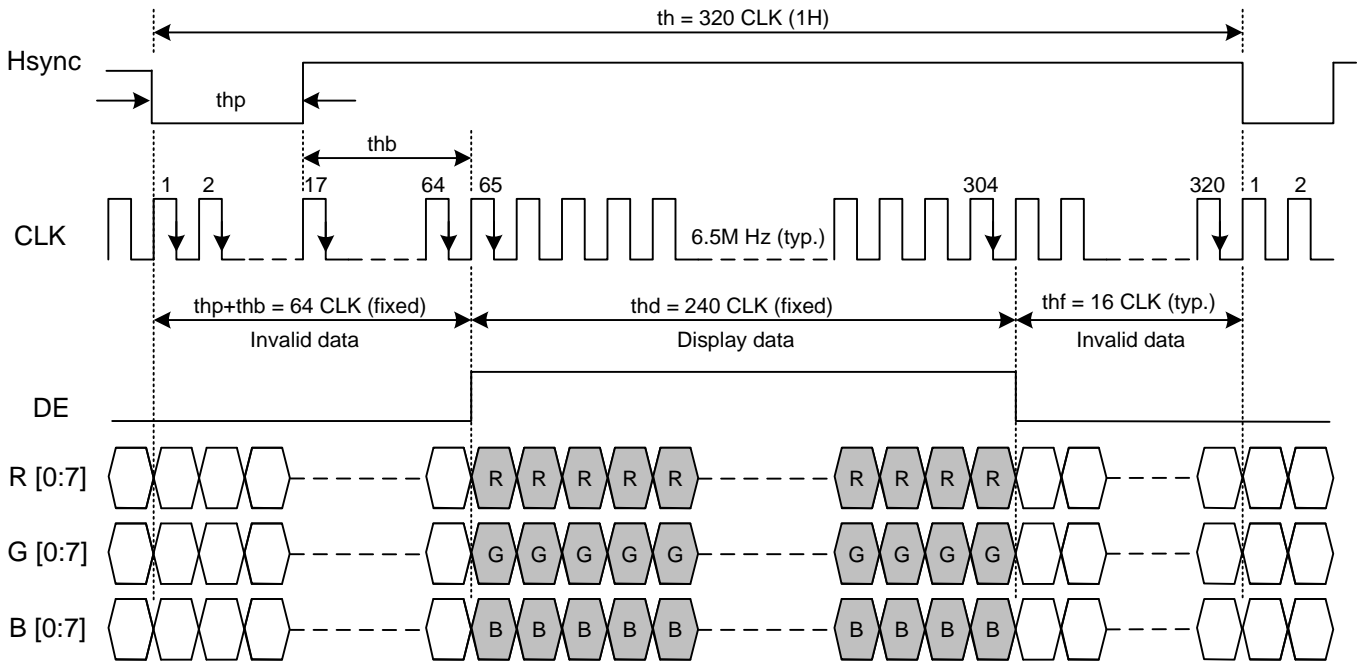 th = 320 CLK (1H)
Hsync
thp
thb
1 2 17 64 65 304 320 1 2
CLK
6.5M Hz (typ.)
thp+thb = 64 CLK (fixed) thd = 240 CLK (fixed) thf = 16 CLK (typ.)
Invalid data Display data Invalid data
DE
R [0:7] R R R R R R R R R
G [0:7] G G G G G G G G G
B [0:7] B B B B B B B B B